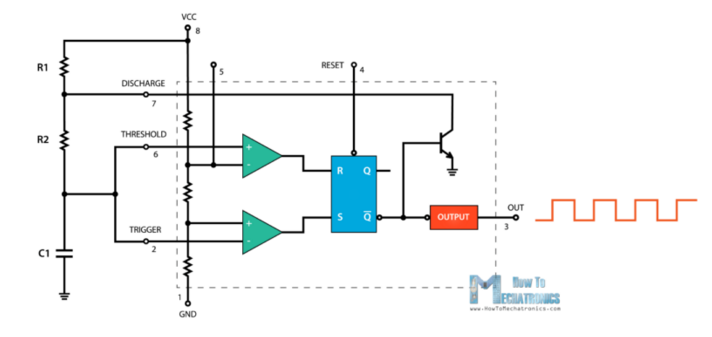 VCC
8
5
RESET
4
R1
DISCHARGE
7
R2
THRESHOLD
6
+
-
R
Q
TRIGGER
2
+
-
S
Q̅
OUTPUT
OUT
3
C1
1
GND
How To
MECHATRONICS
www.HowToMechatronics.com